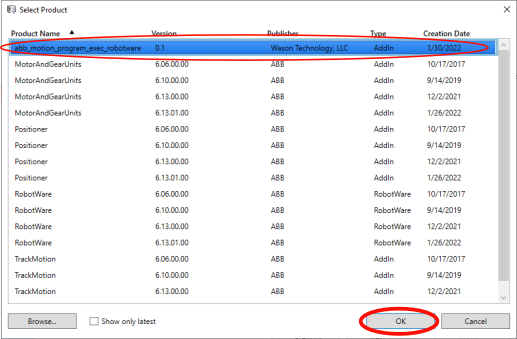 Select Product
Product Name Version Publisher Type Creation Date
abb_motion_program_exec_robotware 0.1 Wason Technology, LLC AddIn 1/30/2022
MotorAndGearUnits 6.06.00.00 ABB AddIn 10/17/2017
MotorAndGearUnits 6.10.00.00 ABB AddIn 9/14/2019
MotorAndGearUnits 6.13.00.00 ABB AddIn 12/2/2021
MotorAndGearUnits 6.13.01.00 ABB AddIn 1/26/2022
Positioner 6.06.00.00 ABB AddIn 10/17/2017
Positioner 6.10.00.00 ABB AddIn 9/14/2019
Positioner 6.13.00.00 ABB AddIn 12/2/2021
Positioner 6.13.01.00 ABB AddIn 1/26/2022
RobotWare 6.06.00.00 ABB RobotWare 10/17/2017
RobotWare 6.10.00.00 ABB RobotWare 9/14/2019
RobotWare 6.13.00.00 ABB RobotWare 12/2/2021
RobotWare 6.13.01.00 ABB RobotWare 1/26/2022
TrackMotion 6.06.00.00 ABB AddIn 10/17/2017
TrackMotion 6.10.00.00 ABB AddIn 9/14/2019
TrackMotion 6.13.00.00 ABB AddIn 12/2/2021
Browse... Show only latest OK Cancel